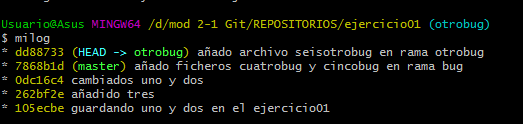 Usuario@Asus MINGW64 /d/mod 2-1 Git/REPOSITORIOS/ejercicio01 (otrobug)
$ milog
* dd88733 (HEAD -> otrobug) añado archivo seisotrobug en rama otrobug
* 7868b1d (master) añado ficheros cuatrobug y cincobug en rama bug
* 0dc16c4 cambiados uno y dos
* 262bf2e añadido tres
* 105ecbe guardando uno y dos en el ejercicio01